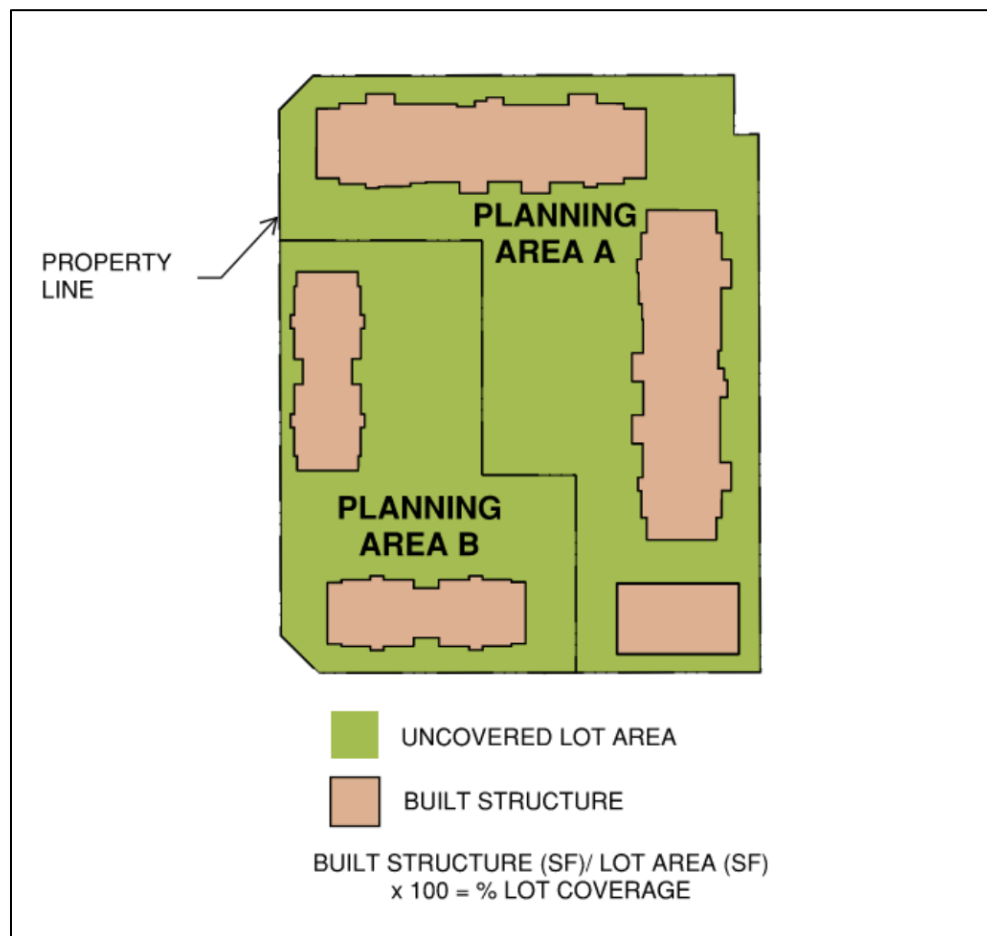 PLANNING
AREA A
PROPERTY
LINE
PLANNING
AREA B
UNCOVERED LOT AREA
BUILT STRUCTURE
BUILT STRUCTURE (SF)/ LOT AREA (SF)
x 100 = % LOT COVERAGE